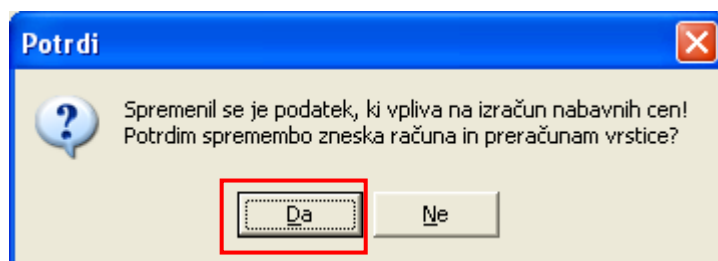 Potrdi
Spremenil se je podatek, ki vpliva na izračun nabavnih cen!
Potrdim spremembo zneska računa in preračunam vrstice?
Da
Ne